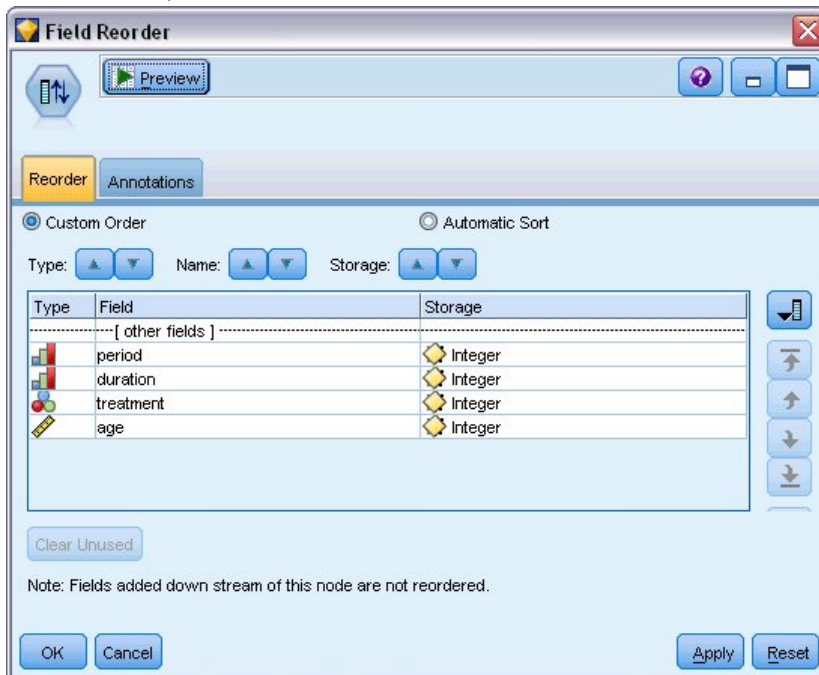 Field Reorder
Preview
Reorder Annotations
Custom Order Automatic Sort
Type: Name: Storage:
Type Field Storage
[ other fields ]
period Integer
duration Integer
treatment Integer
age Integer
Clear Unused
Note: Fields added down stream of this node are not reordered.
OK Cancel Apply Reset